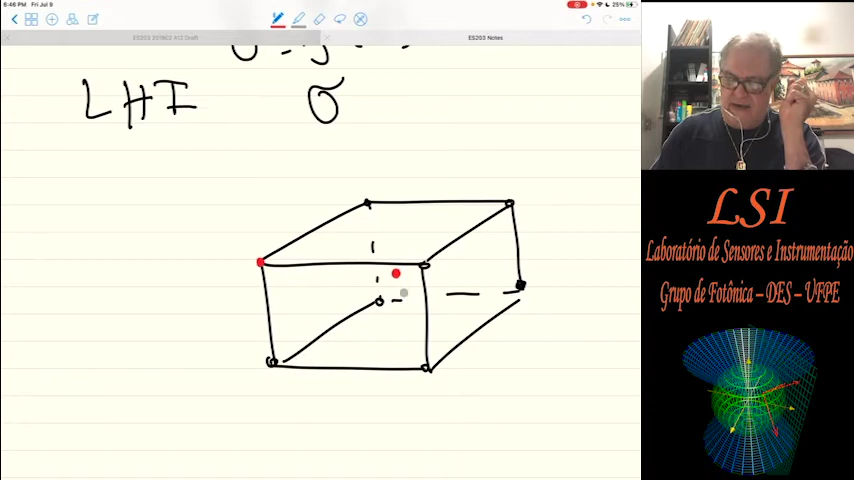 6:46 PM Fri Jul 9
25%
ES203 201902 A12 Draft
ES203 Notes
LHI σ
LSI
Laboratório de Sensores e Instrumentação
Grupo de Fotônica – DES – UFPE